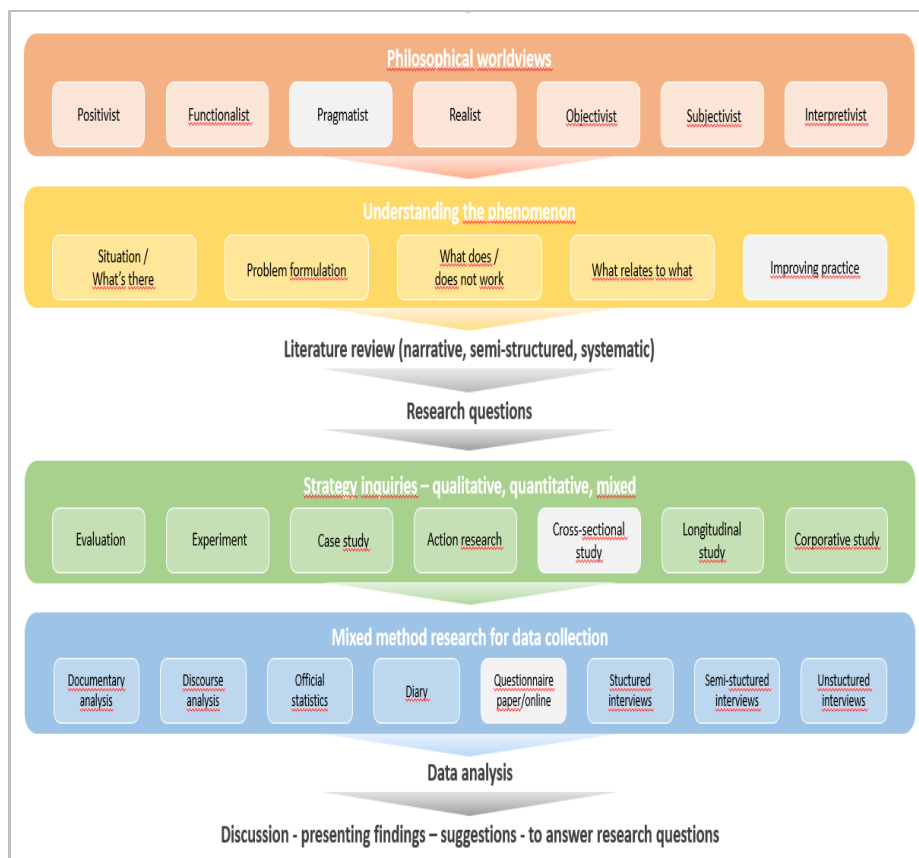 Philosophical worldviews
Positivist
Functionalist
Pragmatist
Realist
Objectivist
Subjectivist
Interpretivist
Understanding the phenomenon
Situation /
What's there
Problem formulation
What does /
does not work
What relates to what
Improving practice
Literature review (narrative, semi-structured, systematic)
Research questions
Strategy inquiries – qualitative, quantitative, mixed
Evaluation
Experiment
Case study
Action research
Cross-sectional
study
Longitudinal
study
Corporative study
Mixed method research for data collection
Documentary
analysis
Discourse
analysis
Official
statistics
Diary
Questionnaire
paper/online
Stuctured
interviews
Semi-stuctured
interviews
Unstuctured
interviews
Data analysis
Discussion - presenting findings – suggestions - to answer research questions